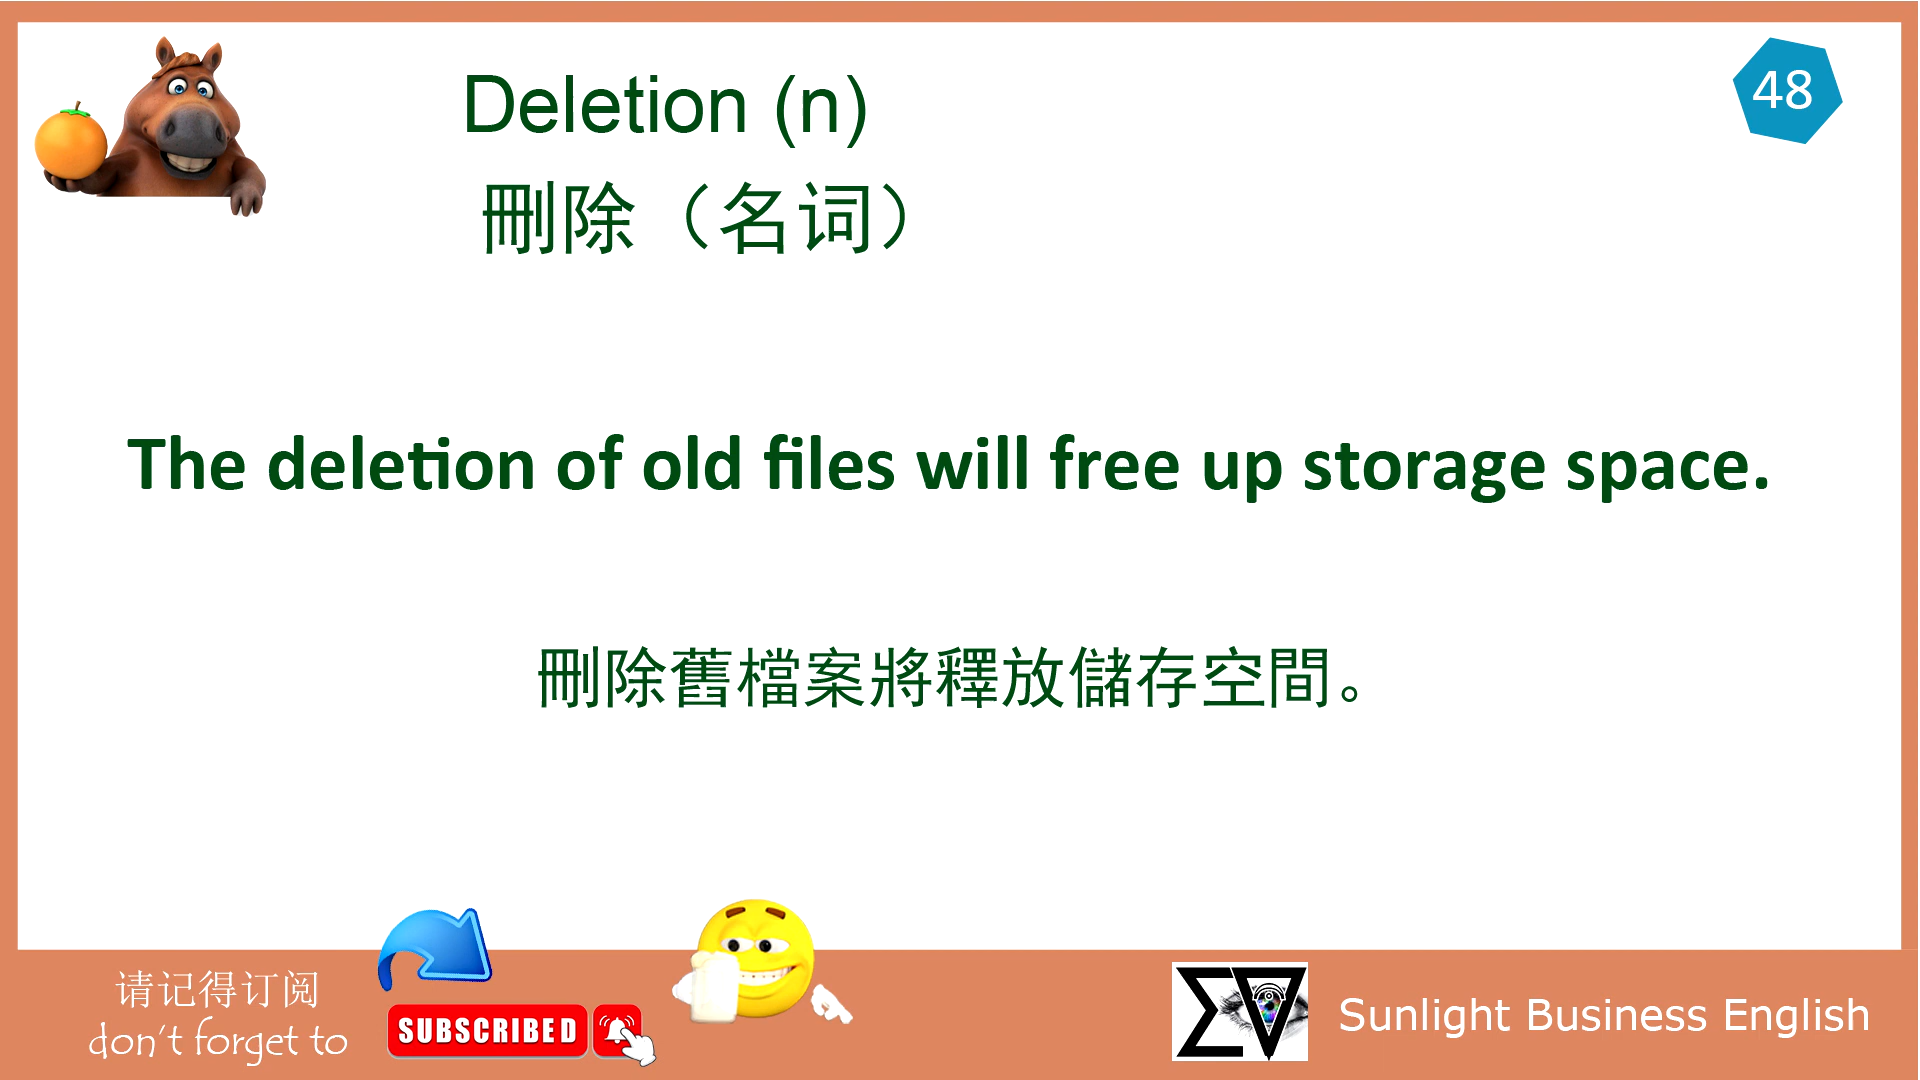 48
Deletion (n)
刪除（名词）
The deletion of old files will free up storage space.
刪除舊檔案將釋放儲存空間。
请记得订阅
don't forget to
SUBSCRIBED
Sunlight Business English